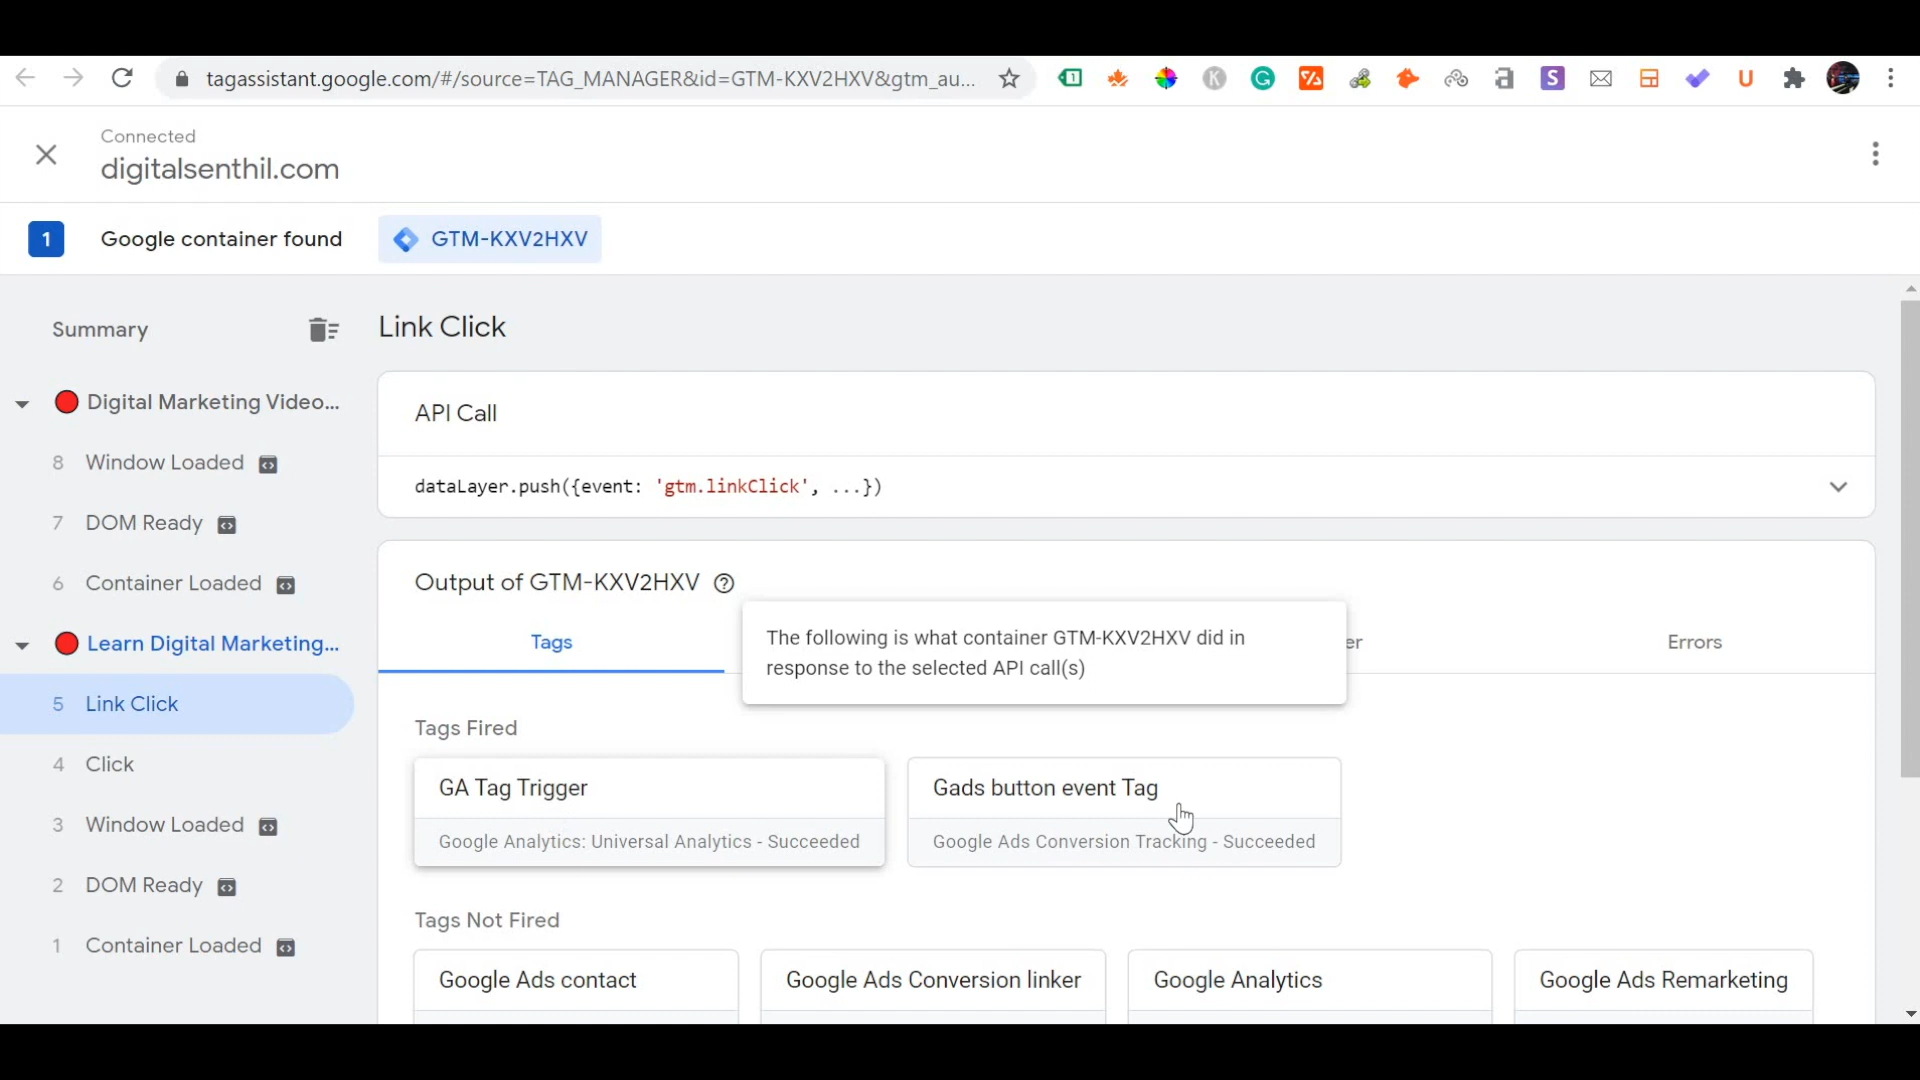 tagassistant.google.com/#/source=TAG_MANAGER&id=GTM-KXV2HXV&gtm_au...
Connected
digitalsenthil.com
1 Google container found GTM-KXV2HXV
Summary
Digital Marketing Video...
8 Window Loaded
7 DOM Ready
6 Container Loaded
Learn Digital Marketing...
5 Link Click
4 Click
3 Window Loaded
2 DOM Ready
1 Container Loaded
Link Click
API Call
dataLayer.push({event: 'gtm.linkClick', ...})
Output of GTM-KXV2HXV
Tags er Errors
The following is what container GTM-KXV2HXV did in
response to the selected API call(s)
Tags Fired
GA Tag Trigger
Google Analytics: Universal Analytics - Succeeded
Gads button event Tag
Google Ads Conversion Tracking - Succeeded
Tags Not Fired
Google Ads contact
Google Ads Conversion linker
Google Analytics
Google Ads Remarketing